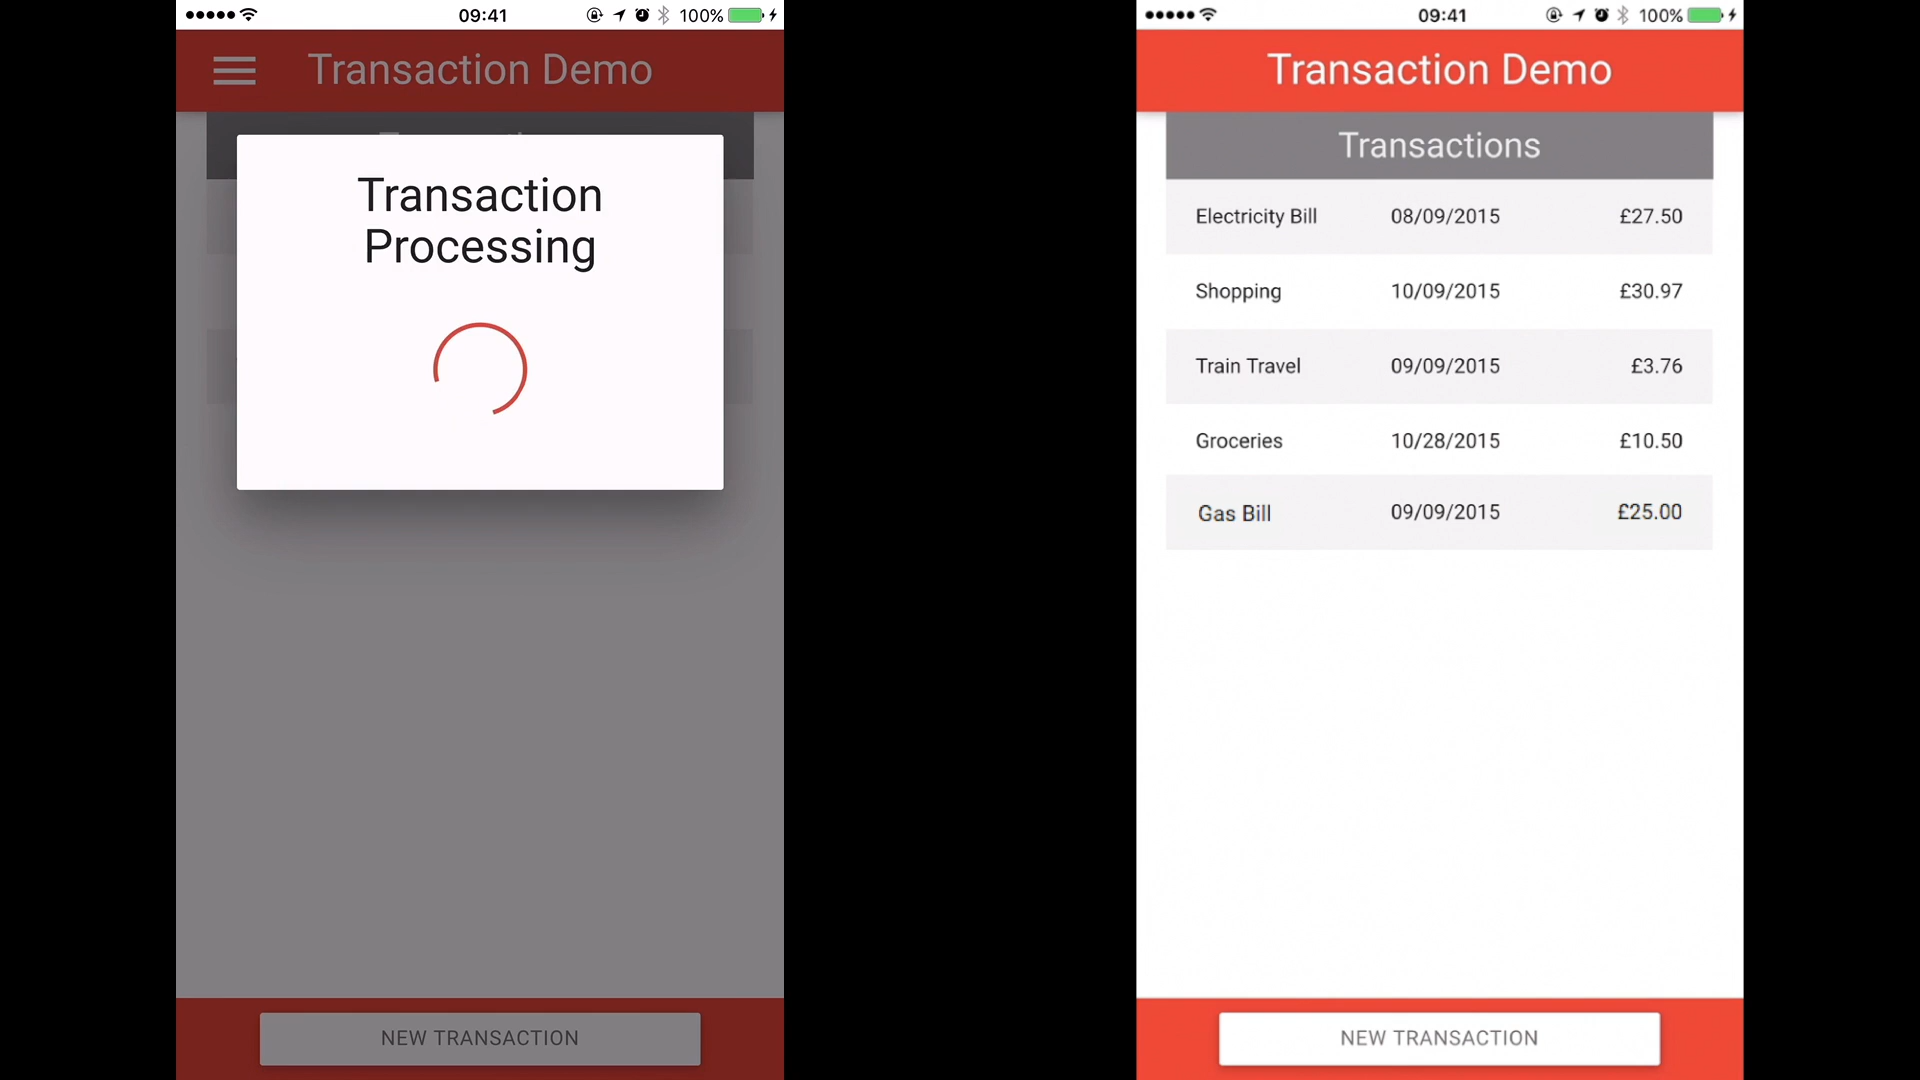 09:41
100%
Transaction Demo
Transaction
Processing
NEW TRANSACTION
09:41
100%
Transaction Demo
Transactions
Electricity Bill 08/09/2015 £27.50
Shopping 10/09/2015 £30.97
Train Travel 09/09/2015 £3.76
Groceries 10/28/2015 £10.50
Gas Bill 09/09/2015 £25.00
NEW TRANSACTION